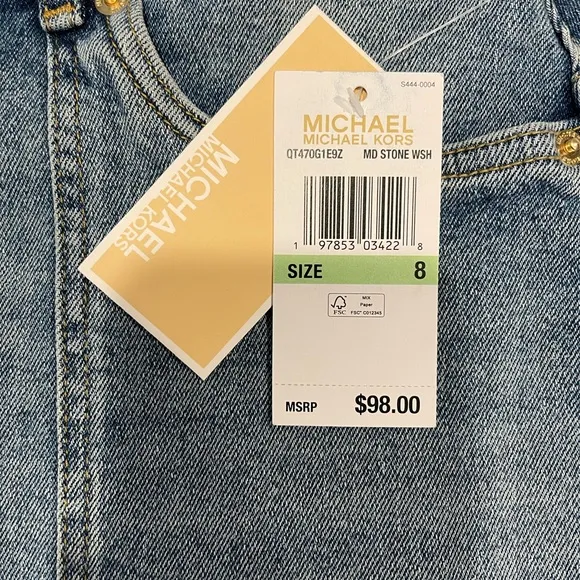 MICHAEL
MICHAEL KORS
S444-0004
MICHAEL
MICHAEL KORS
QT470G1E9Z MD STONE WSH
1 97853 03422 8
SIZE 8
FSC
MIX
Paper
FSC® C012345
MSRP $98.00